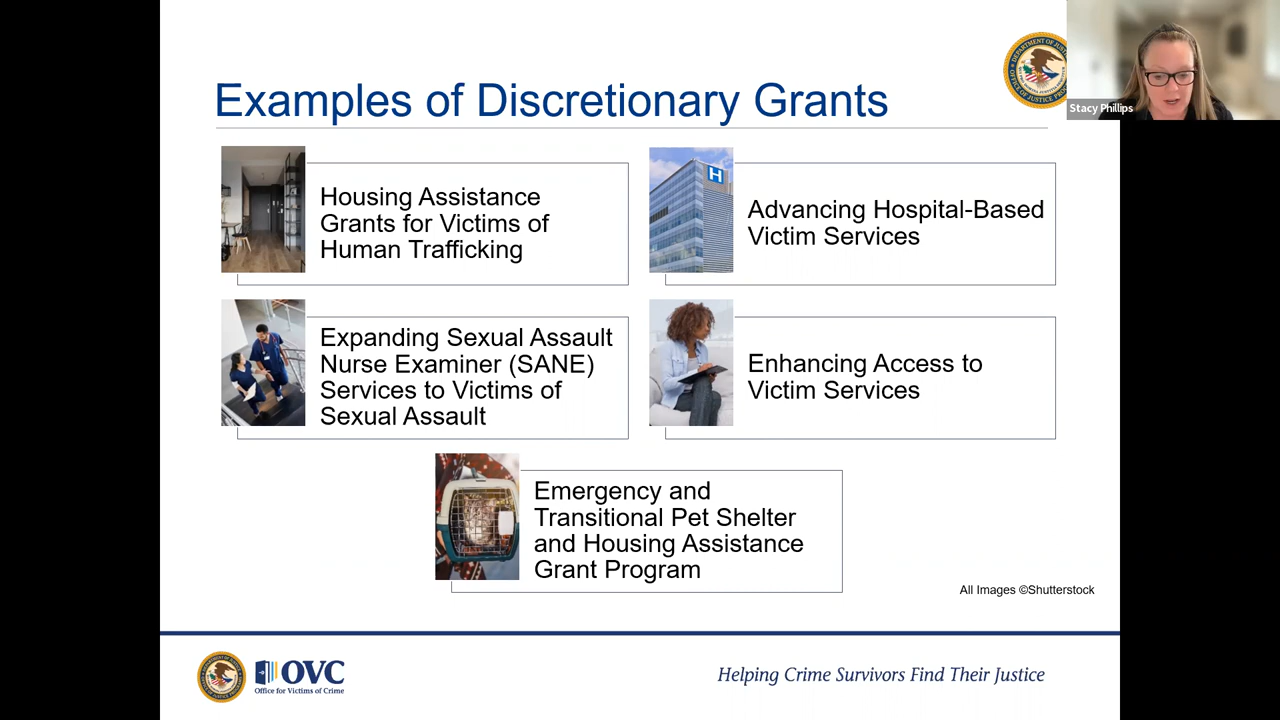 Examples of Discretionary Grants
Stacy Phillips
Housing Assistance
Grants for Victims of
Human Trafficking
H
Advancing Hospital-Based
Victim Services
Expanding Sexual Assault
Nurse Examiner (SANE)
Services to Victims of
Sexual Assault
Enhancing Access to
Victim Services
Emergency and
Transitional Pet Shelter
and Housing Assistance
Grant Program
All Images ©Shutterstock
OVC
Office for Victims of Crime
Helping Crime Survivors Find Their Justice